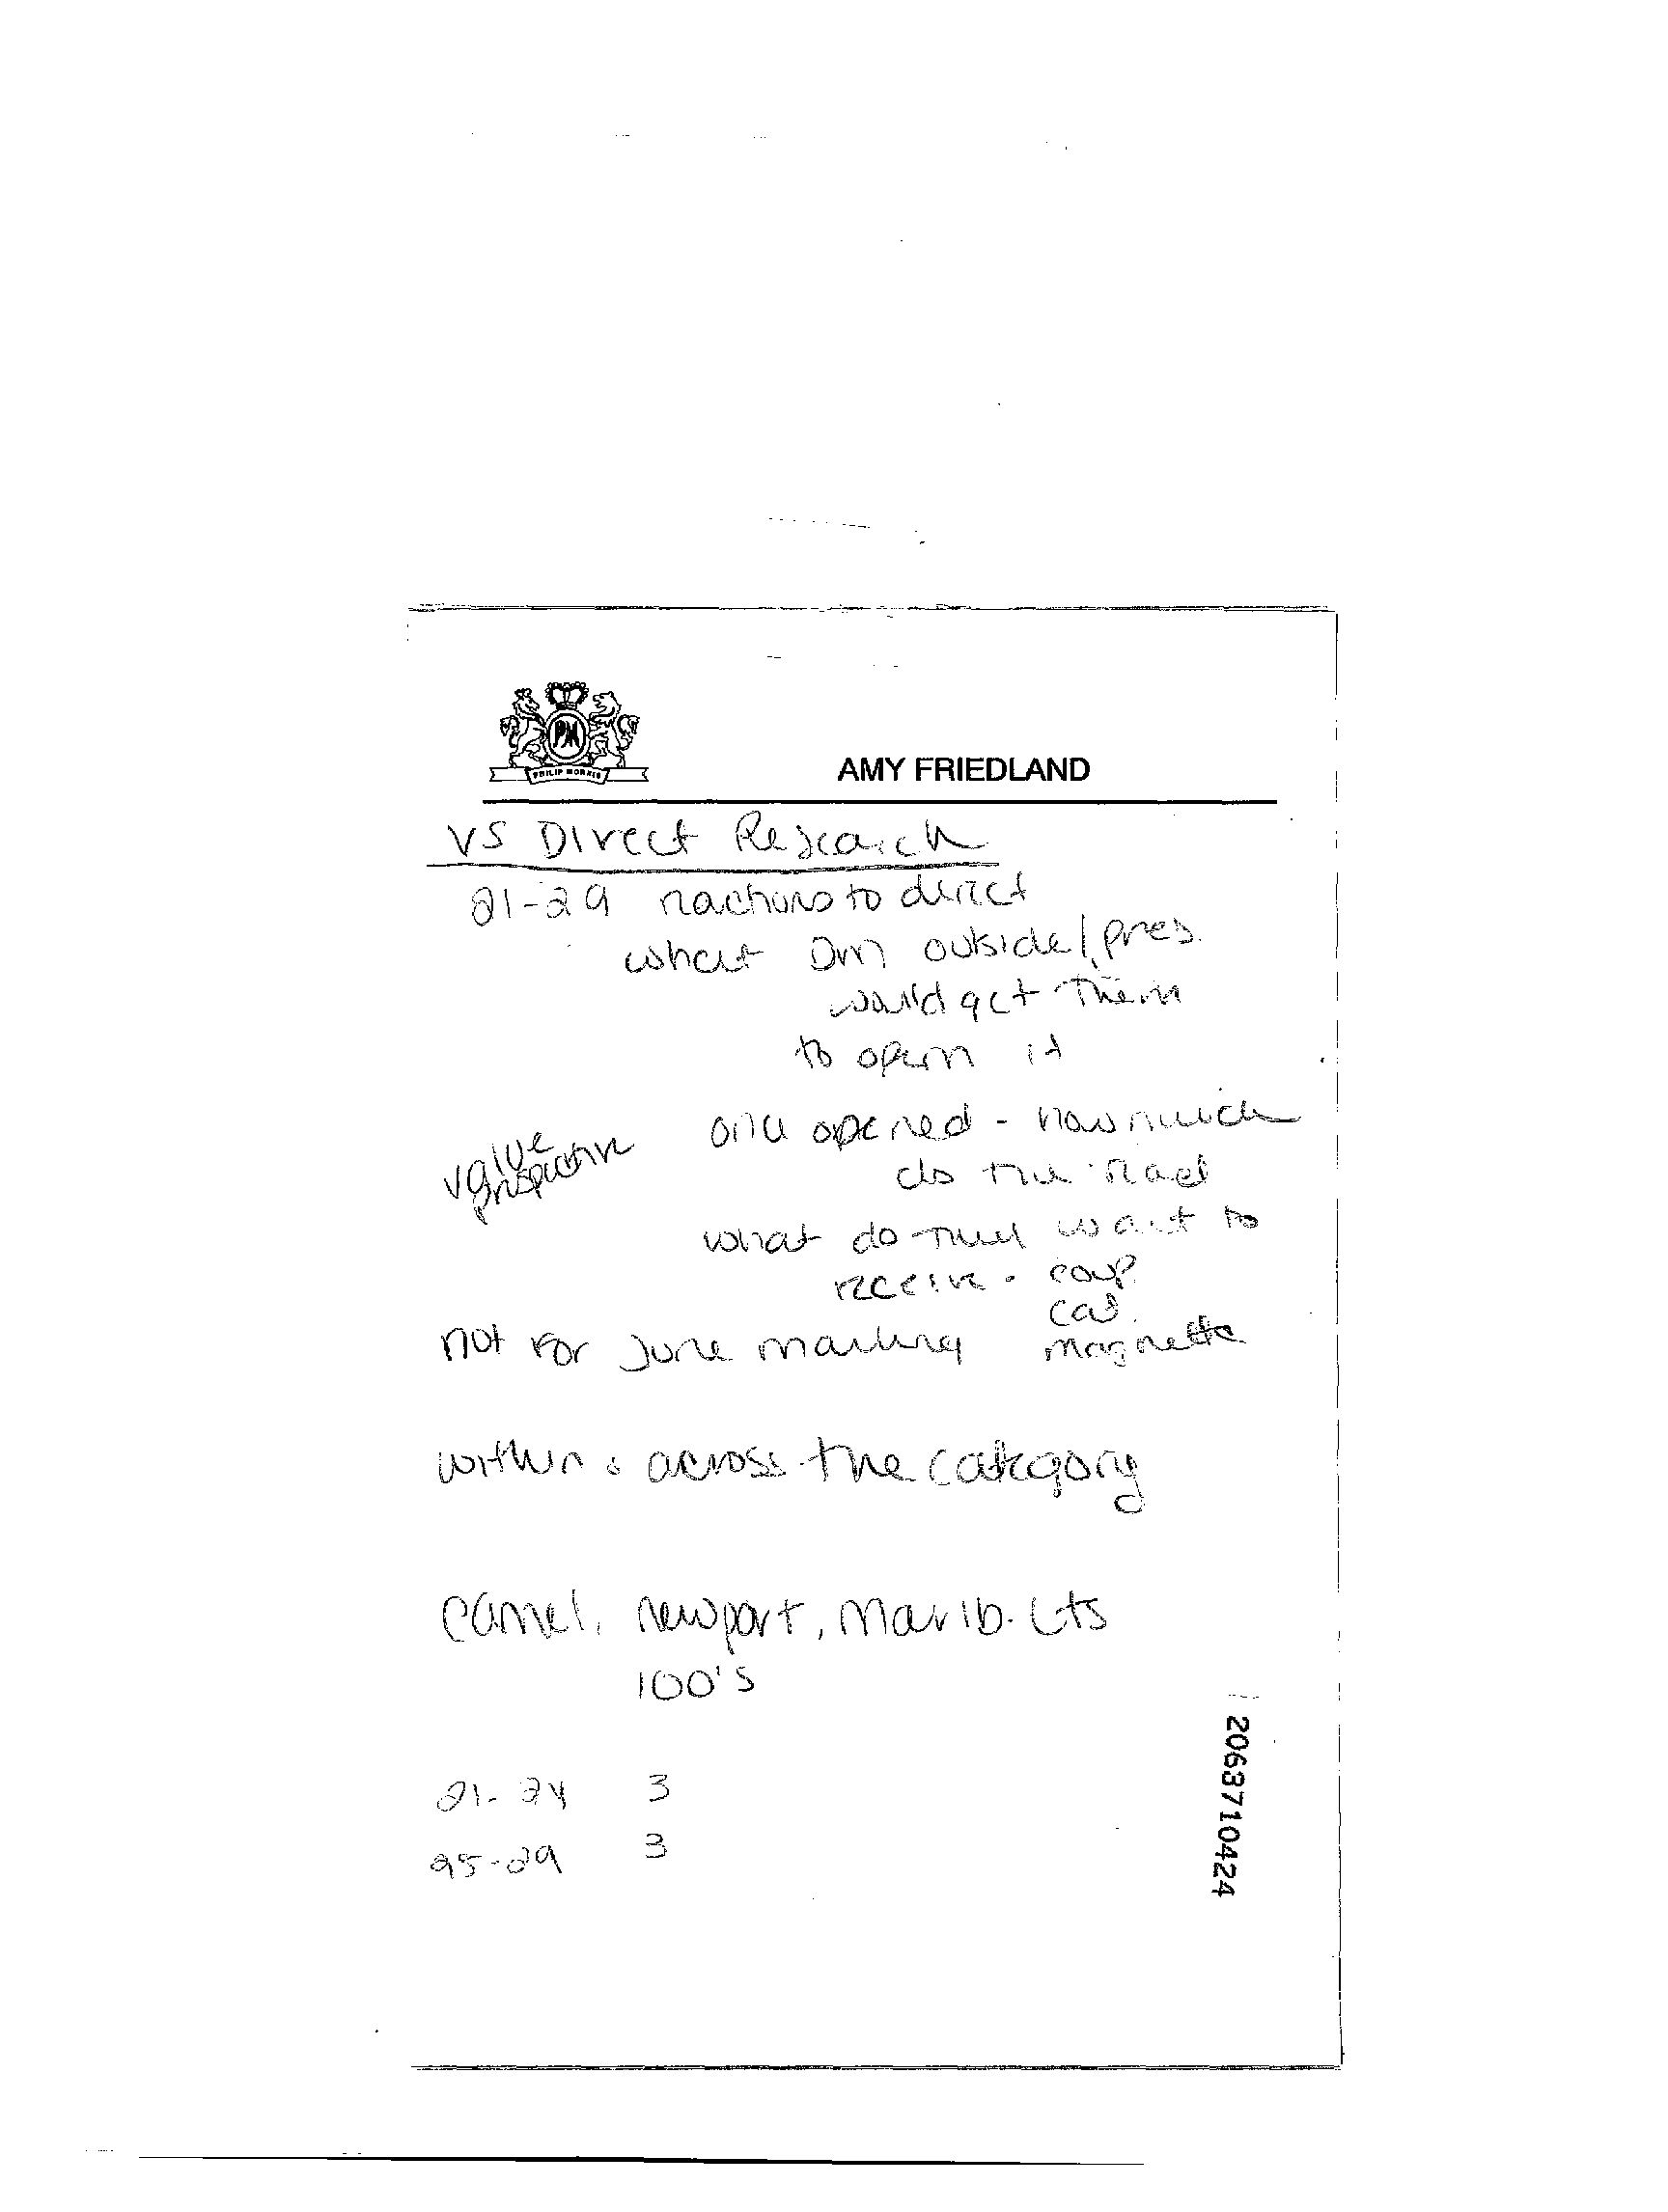 PM
PHILIP MORRIS
AMY FRIEDLAND
VS Direct Research
21-29 reactions to direct
what DM outside/pres.
would get them
to open it
once opened - how much
do they read
value
what do they want to
receive - coup.
cat.
not for June mailing magnette
within & across the category
Camel, Newport, Marlb. Lts
100's
21-24 3
25-29 3
2063710424